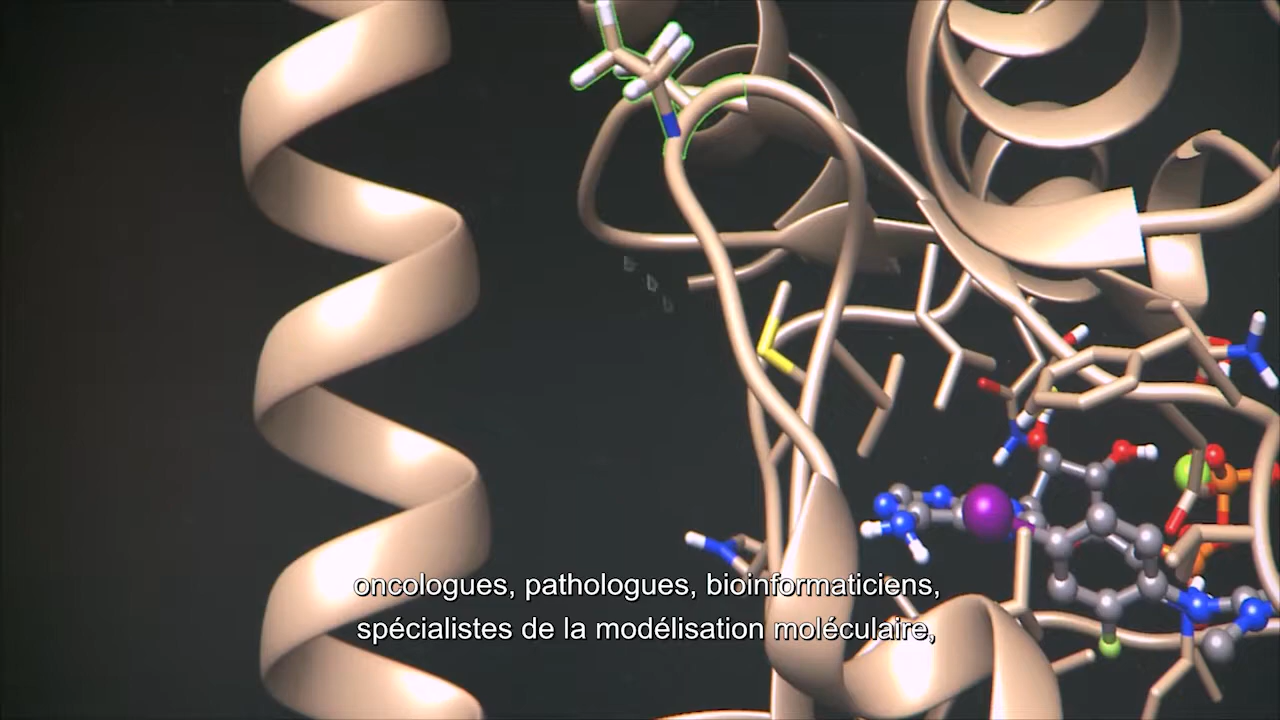 oncologues, pathologues, bioinformaticiens,
spécialistes de la modélisation moléculaire,